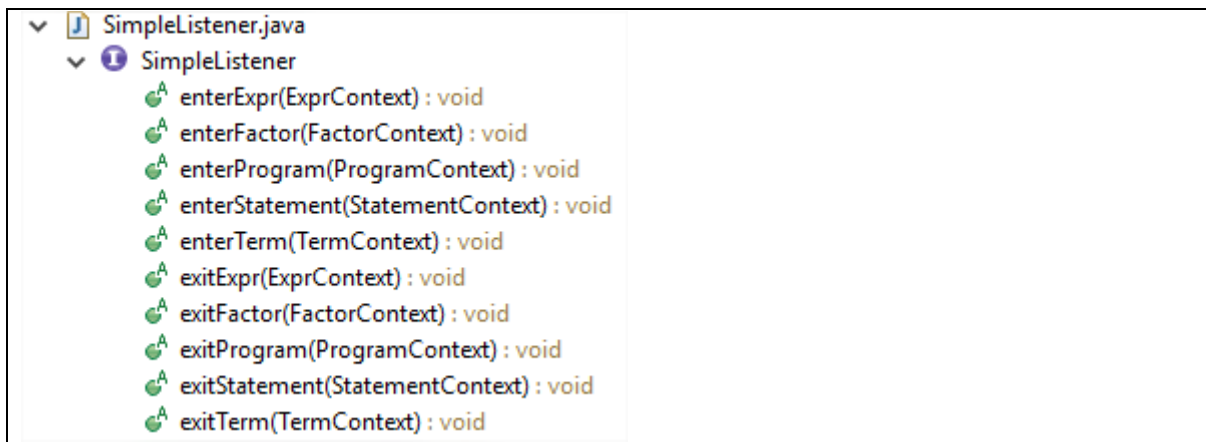 SimpleListener.java
SimpleListener
enterExpr(ExprContext) : void
enterFactor(FactorContext) : void
enterProgram(ProgramContext) : void
enterStatement(StatementContext) : void
enterTerm(TermContext) : void
exitExpr(ExprContext) : void
exitFactor(FactorContext) : void
exitProgram(ProgramContext) : void
exitStatement(StatementContext) : void
exitTerm(TermContext) : void